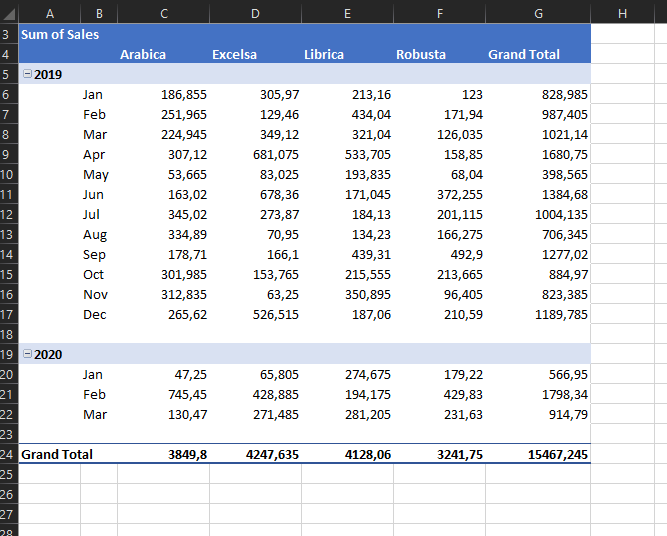 A B C D E F G H
3 Sum of Sales
4 Arabica Excelsa Librica Robusta Grand Total
5 2019
6 Jan 186,855 305,97 213,16 123 828,985
7 Feb 251,965 129,46 434,04 171,94 987,405
8 Mar 224,945 349,12 321,04 126,035 1021,14
9 Apr 307,12 681,075 533,705 158,85 1680,75
10 May 53,665 83,025 193,835 68,04 398,565
11 Jun 163,02 678,36 171,045 372,255 1384,68
12 Jul 345,02 273,87 184,13 201,115 1004,135
13 Aug 334,89 70,95 134,23 166,275 706,345
14 Sep 178,71 166,1 439,31 492,9 1277,02
15 Oct 301,985 153,765 215,555 213,665 884,97
16 Nov 312,835 63,25 350,895 96,405 823,385
17 Dec 265,62 526,515 187,06 210,59 1189,785
18
19 2020
20 Jan 47,25 65,805 274,675 179,22 566,95
21 Feb 745,45 428,885 194,175 429,83 1798,34
22 Mar 130,47 271,485 281,205 231,63 914,79
23
24 Grand Total 3849,8 4247,635 4128,06 3241,75 15467,245
25
26
27
28